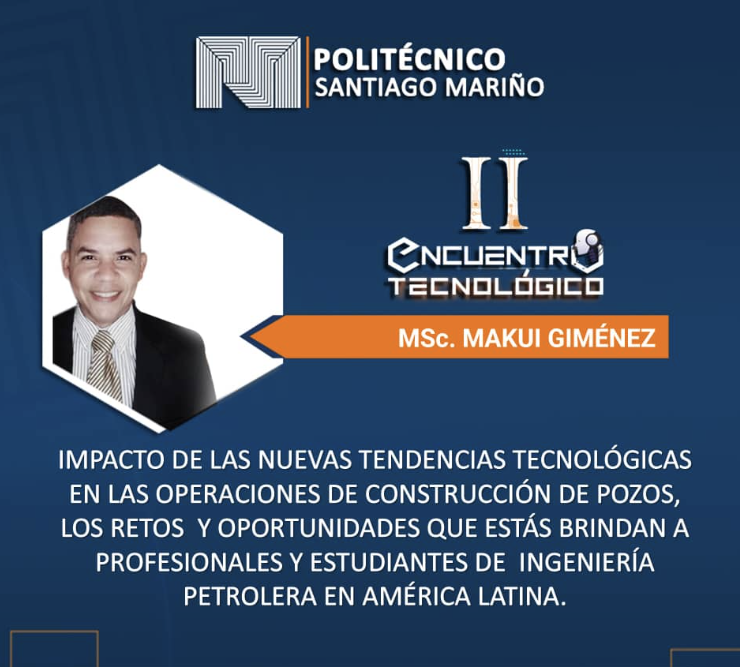 POLITÉCNICO
SANTIAGO MARIÑO
II
ENCUENTRO
TECNOLÓGICO
MSc. MAKUI GIMÉNEZ
IMPACTO DE LAS NUEVAS TENDENCIAS TECNOLÓGICAS
EN LAS OPERACIONES DE CONSTRUCCIÓN DE POZOS,
LOS RETOS Y OPORTUNIDADES QUE ESTÁS BRINDAN A
PROFESIONALES Y ESTUDIANTES DE INGENIERÍA
PETROLERA EN AMÉRICA LATINA.